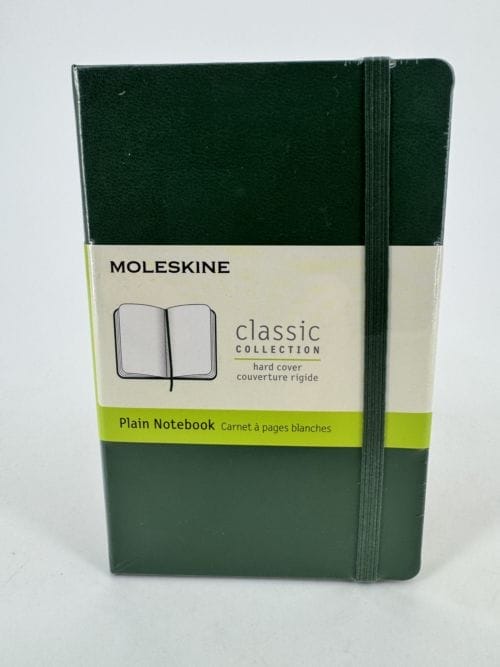 MOLESKINE
classic
COLLECTION
hard cover
couverture rigide
Plain Notebook Carnet à pages blanches